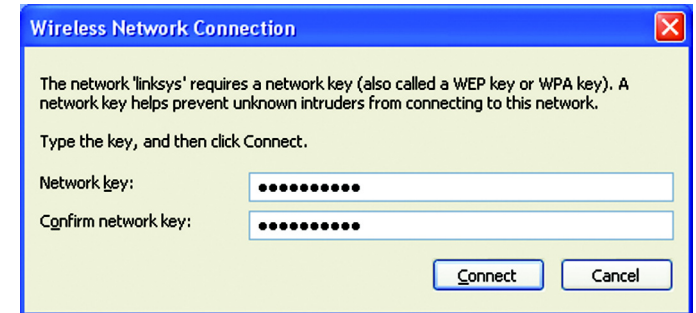 Wireless Network Connection
The network 'linksys' requires a network key (also called a WEP key or WPA key). A
network key helps prevent unknown intruders from connecting to this network.
Type the key, and then click Connect.
Network key: ●●●●●●●●●●
Confirm network key: ●●●●●●●●●●
Connect Cancel